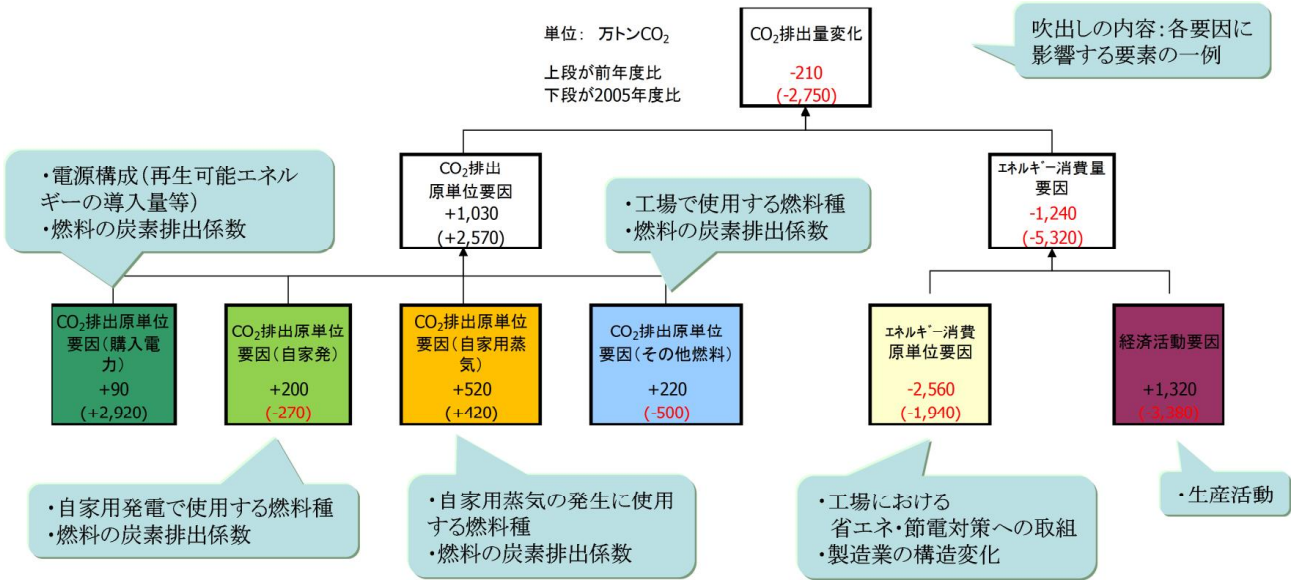 単位： 万トンCO₂
上段が前年度比
下段が2005年度比
CO₂排出量変化
-210
(-2,750)
吹出しの内容：各要因に
影響する要素の一例
・電源構成（再生可能エネル
ギーの導入量等）
・燃料の炭素排出係数
CO₂排出
原単位要因
+1,030
(+2,570)
・工場で使用する燃料種
・燃料の炭素排出係数
エネルギー消費量
要因
-1,240
(-5,320)
CO₂排出原単位
要因（購入電
力）
+90
(+2,920)
CO₂排出原単位
要因（自家発）
+200
(-270)
CO₂排出原単位
要因（自家用蒸
気）
+520
(+420)
CO₂排出原単位
要因（その他燃料）
+220
(-500)
エネルギー消費
原単位要因
-2,560
(-1,940)
経済活動要因
+1,320
(-3,380)
・自家用発電で使用する燃料種
・燃料の炭素排出係数
・自家用蒸気の発生に使用
する燃料種
・燃料の炭素排出係数
・工場における
省エネ・節電対策への取組
・製造業の構造変化
・生産活動